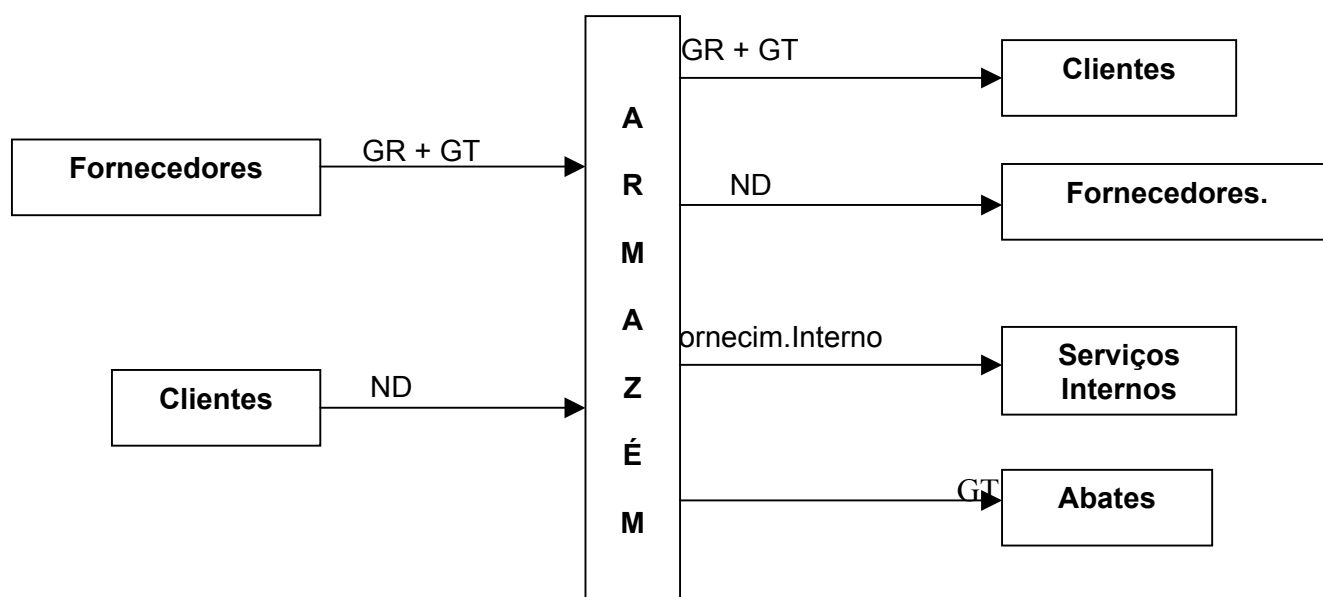 Fornecedores
GR + GT
Clientes
ND
A
R
M
A
Z
É
M
GR + GT
Clientes
ND
Fornecedores.
ornecim.Interno
Serviços
Internos
GT
Abates